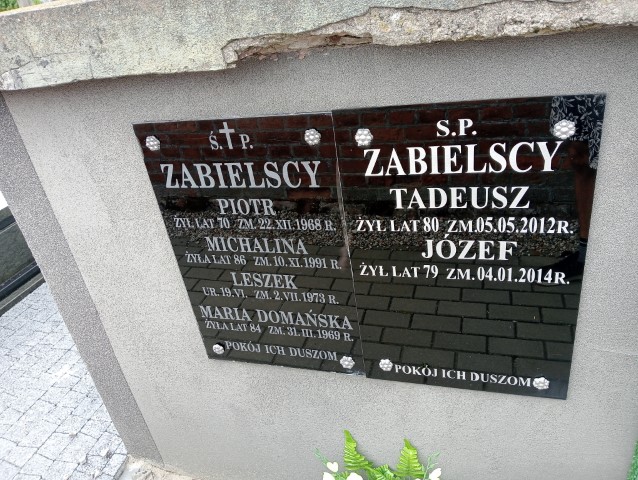 Ś.✝P.
ZABIELSCY
PIOTR
ŻYŁ LAT 70 ZM. 22.XII.1968 R.
MICHALINA
ŻYŁA LAT 86 ZM. 10.XI.1991 R.
LESZEK
UR. 19.VI. ZM. 2.VII.1973 R.
MARIA DOMAŃSKA
ŻYŁA LAT 84 ZM. 31.III.1969 R.
POKÓJ ICH DUSZOM
S.P.
ZABIELSCY
TADEUSZ
ŻYŁ LAT 80 ZM.05.05.2012R.
JÓZEF
ŻYŁ LAT 79 ZM.04.01.2014R.
POKÓJ ICH DUSZOM